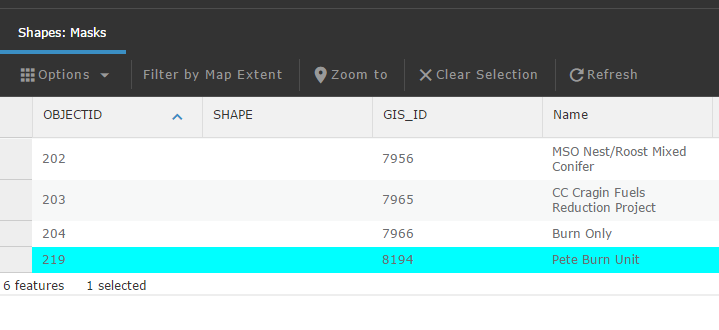 Shapes: Masks
Options Filter by Map Extent Zoom to Clear Selection Refresh
OBJECTID SHAPE GIS_ID Name
202 7956 MSO Nest/Roost Mixed
Conifer
203 7965 CC Cragin Fuels
Reduction Project
204 7966 Burn Only
219 8194 Pete Burn Unit
6 features 1 selected